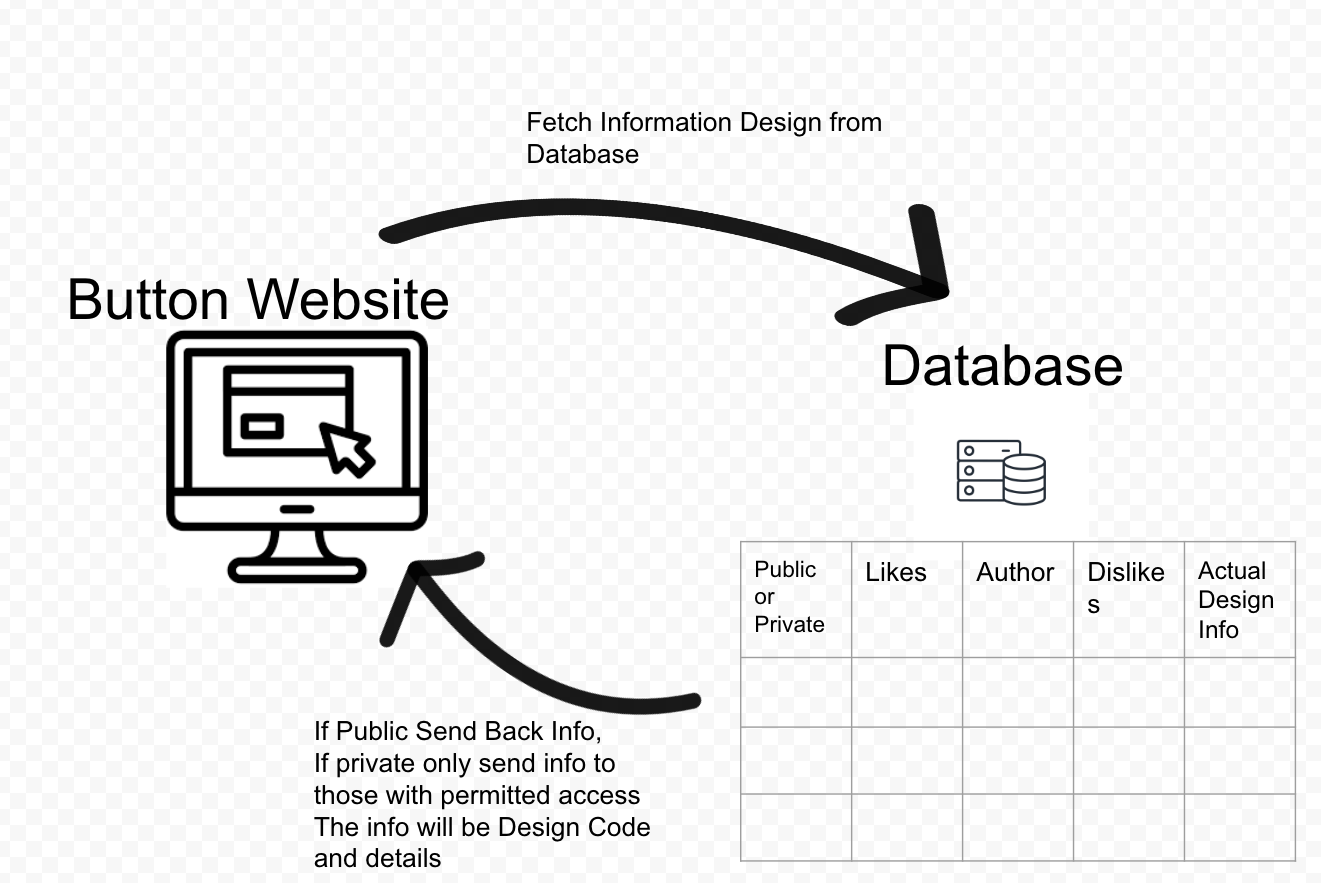 Fetch Information Design from
Database
Button Website
Database
Public
or
Private
Likes
Author
Dislike
s
Actual
Design
Info
If Public Send Back Info,
If private only send info to
those with permitted access
The info will be Design Code
and details